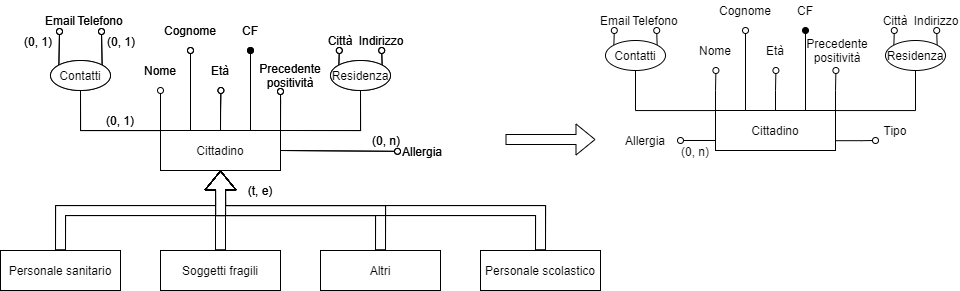 Email Telefono
(0, 1)
(0, 1)
Contatti
(0, 1)
Cognome
CF
Nome
Età
Precedente
positività
Città Indirizzo
Residenza
Cittadino
(0, n)
Allergia
(t, e)
Personale sanitario
Soggetti fragili
Altri
Personale scolastico
Email Telefono
Contatti
Cognome
CF
Nome
Età
Precedente
positività
Città Indirizzo
Residenza
Allergia
(0, n)
Cittadino
Tipo